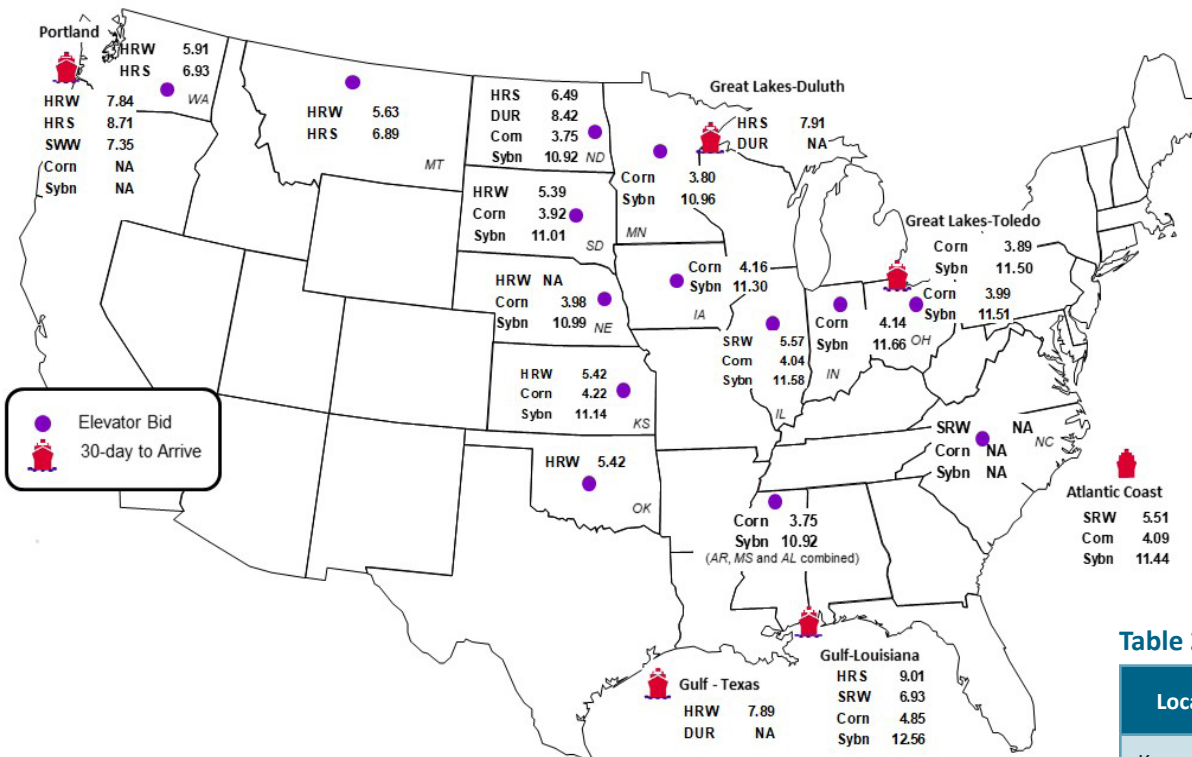 Portland
HRW 7.84
HRS 8.71
SWW 7.35
Corn NA
Sybn NA
HRW 5.91
HRS 6.93
WA
HRW 5.63
HRS 6.89
MT
HRS 6.49
DUR 8.42
Corn 3.75
Sybn 10.92
ND
HRW 5.39
Corn 3.92
Sybn 11.01
SD
HRW NA
Corn 3.98
Sybn 10.99
NE
HRW 5.42
Corn 4.22
Sybn 11.14
KS
HRW 5.42
OK
Great Lakes-Duluth
HRS 7.91
DUR NA
Corn 3.80
Sybn 10.96
MN
Corn 4.16
Sybn 11.30
IA
SRW 5.57
Corn 4.04
Sybn 11.58
IL
Great Lakes-Toledo
Corn 3.89
Sybn 11.50
Corn 3.99
Sybn 11.51
OH
Corn 4.14
Sybn 11.66
IN
SRW NA
Corn NA
Sybn NA
NC
Atlantic Coast
SRW 5.51
Corn 4.09
Sybn 11.44
Corn 3.75
Sybn 10.92
(AR, MS and AL combined)
Gulf-Louisiana
HRS 9.01
SRW 6.93
Corn 4.85
Sybn 12.56
Gulf - Texas
HRW 7.89
DUR NA
Elevator Bid
30-day to Arrive
Table